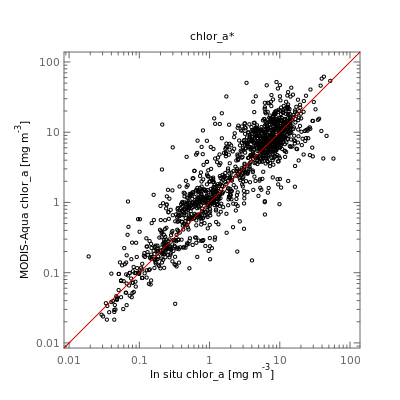 chlor_a*
MODIS-Aqua chlor_a [mg m-3]
100
10
1
0.1
0.01
0.01 0.1 1 10 100
In situ chlor_a [mg m-3]